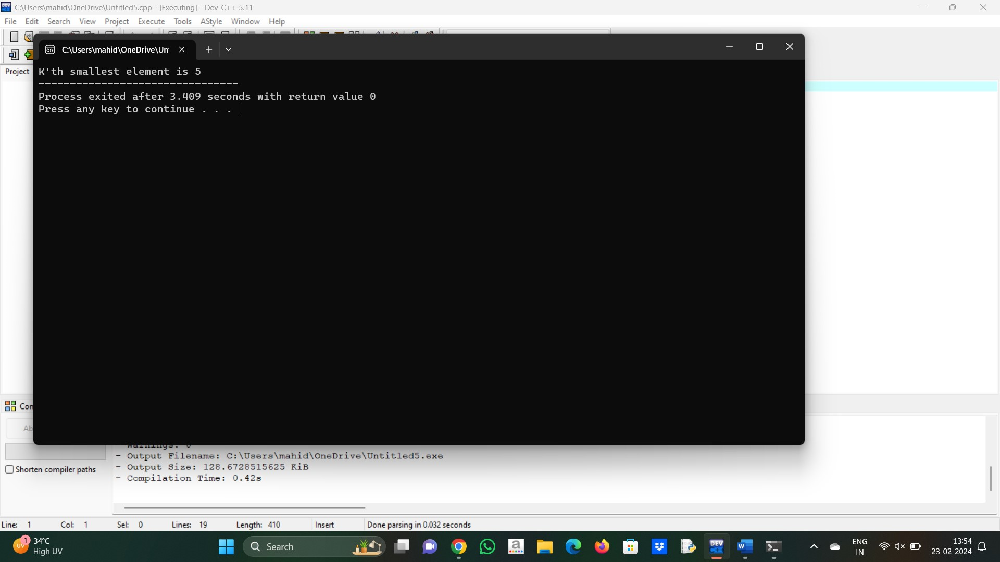 C:\Users\mahid\OneDrive\Untitled5.cpp - [Executing] - Dev-C++ 5.11
File Edit Search View Project Execute Tools AStyle Window Help
C:\Users\mahid\OneDrive\Un
Project
K'th smallest element is 5
--------------------------------
Process exited after 3.409 seconds with return value 0
Press any key to continue . . .
- Output Filename: C:\Users\mahid\OneDrive\Untitled5.exe
- Output Size: 128.6728515625 KiB
- Compilation Time: 0.42s
Shorten compiler paths
Line: 1 Col: 1 Sel: 0 Lines: 19 Length: 410 Insert Done parsing in 0.032 seconds
34°C
High UV
Search
ENG
IN
13:54
23-02-2024